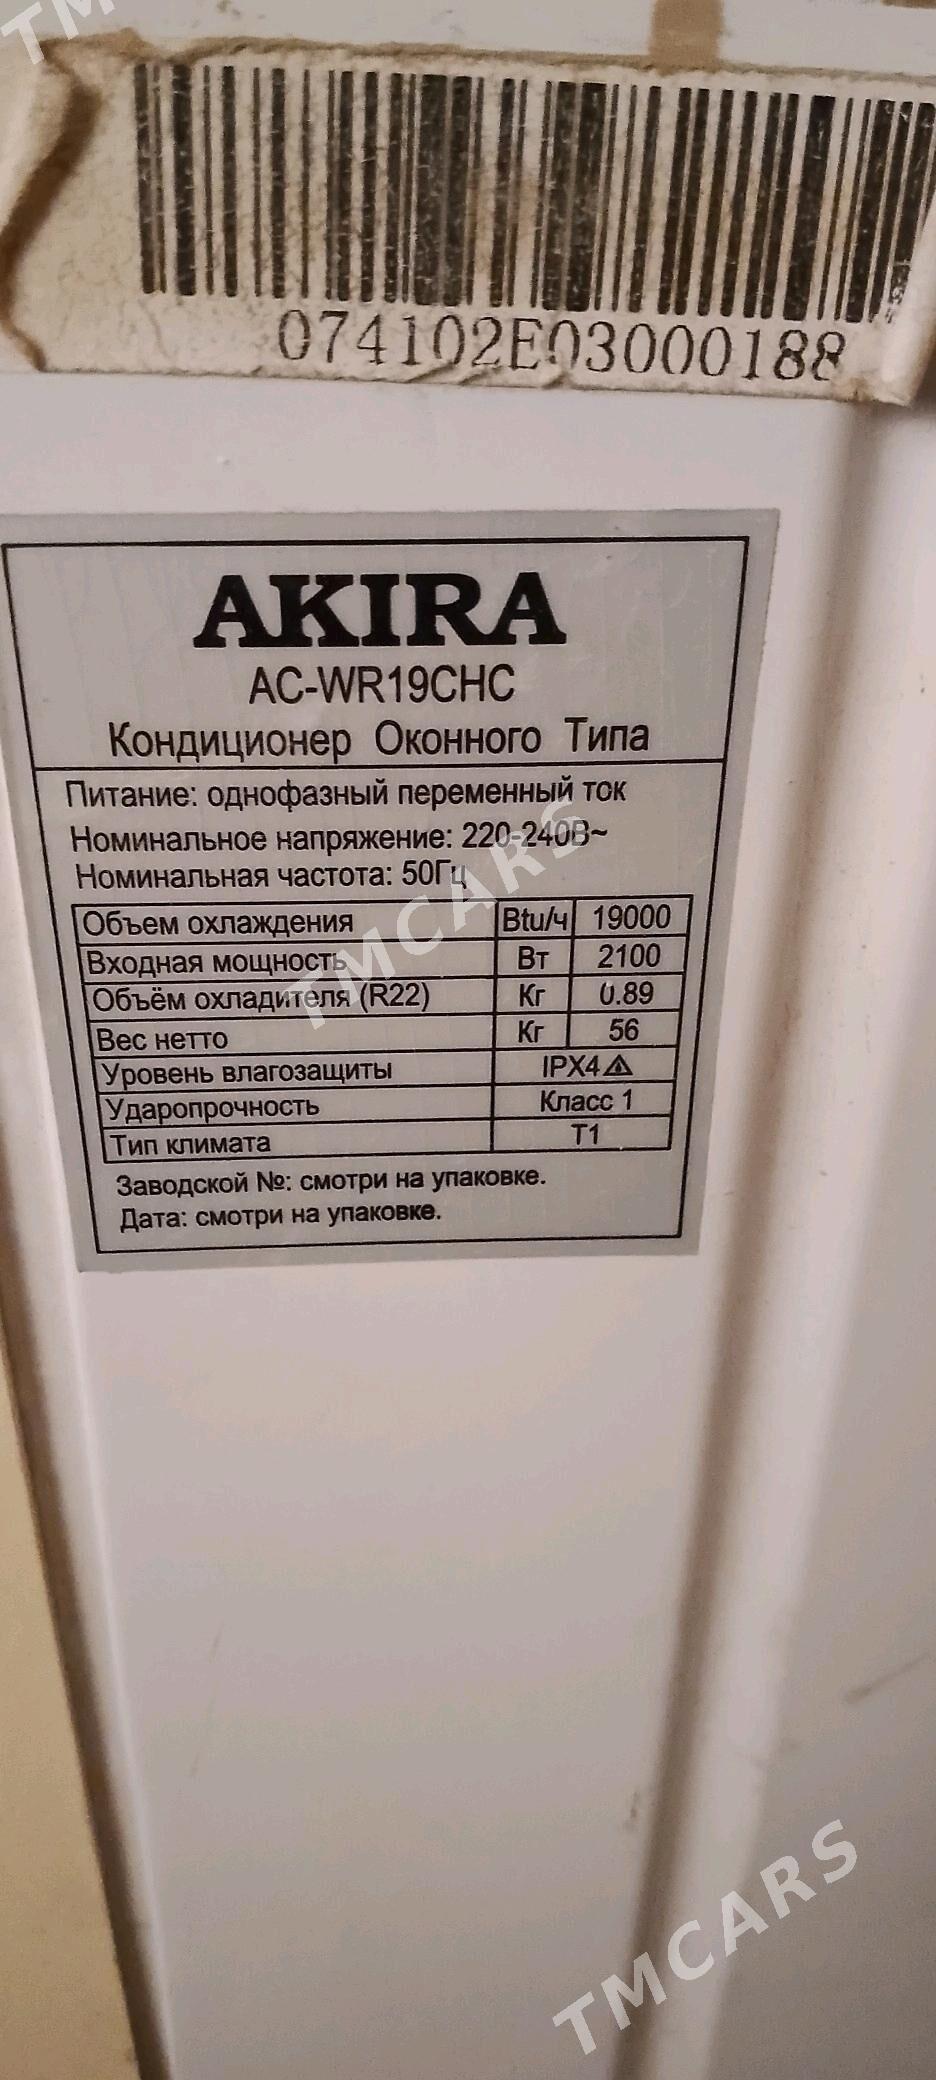 TMCARS
074102E03000188
AKIRA
AC-WR19CHC
Кондиционер Оконного Типа
Питание: однофазный переменный ток
Номинальное напряжение: 220-240В~
Номинальная частота: 50Гц
Объем охлаждения Btu/ч 19000
Входная мощность Вт 2100
Объём охладителя (R22) Кг 0.89
Вес нетто Кг 56
Уровень влагозащиты IPX4
Ударопрочность Класс 1
Тип климата T1
Заводской №: смотри на упаковке.
Дата: смотри на упаковке.
TMCARS